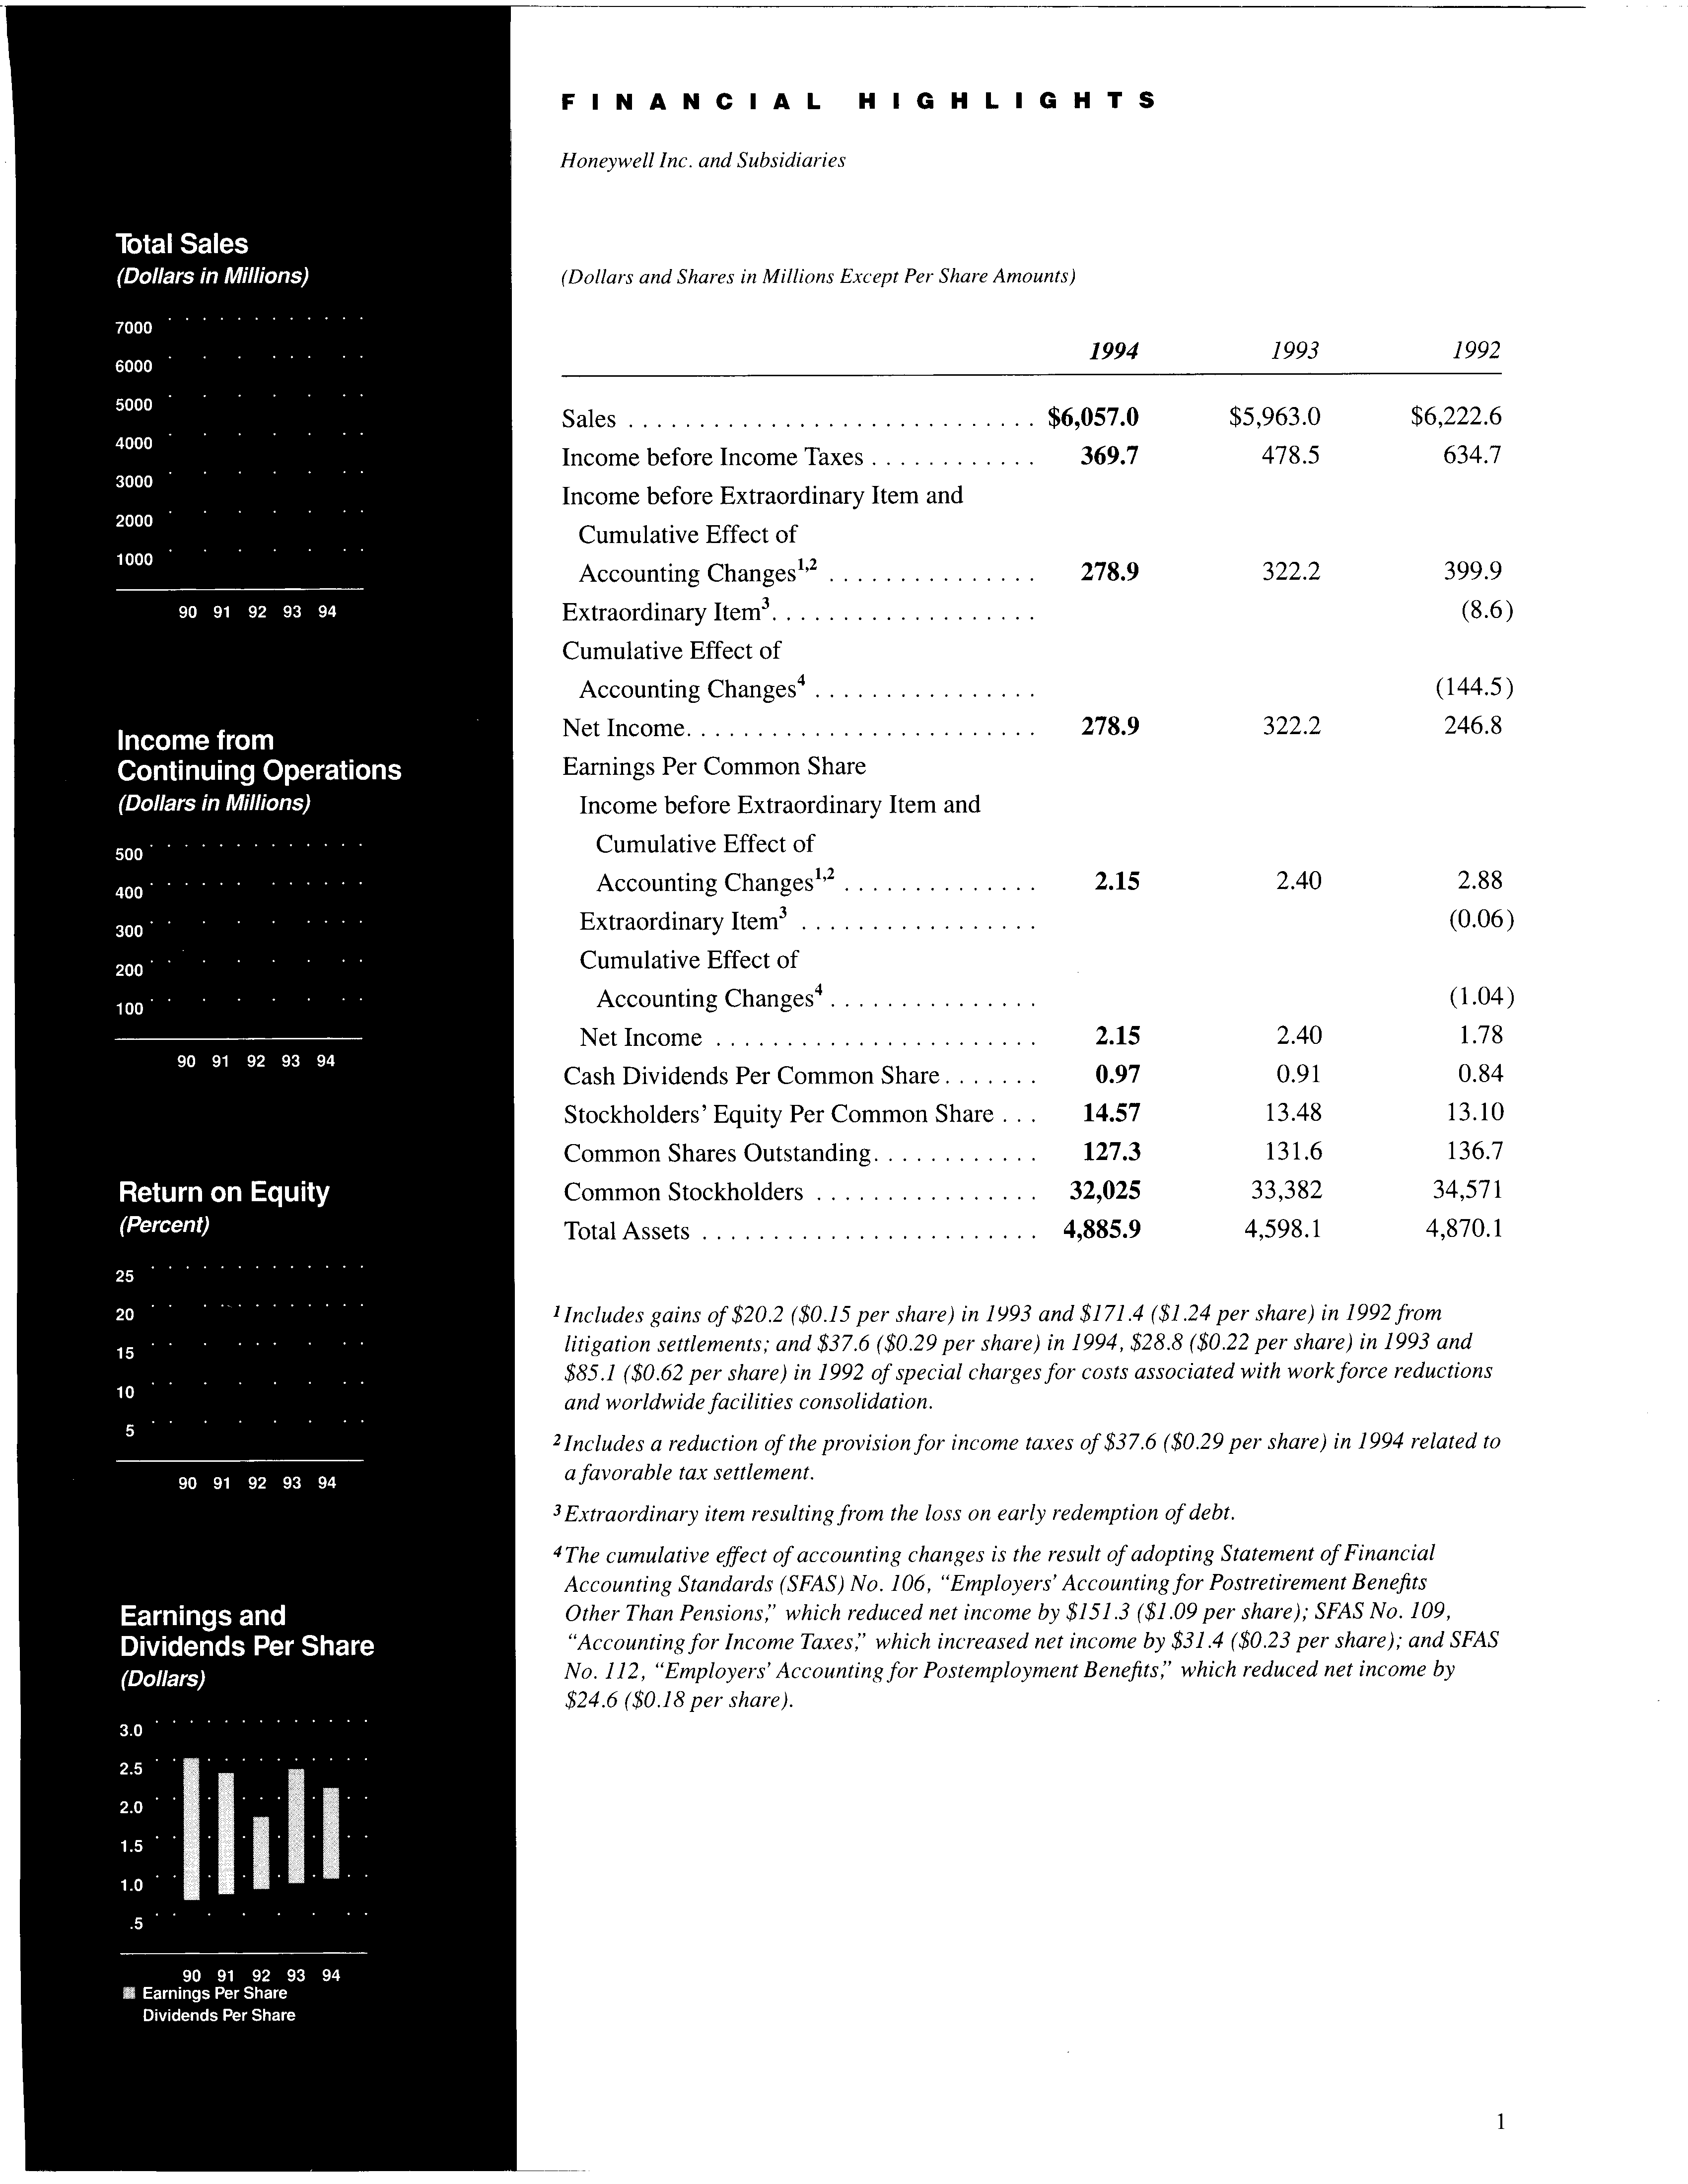 FINANCIAL HIGHLIGHTS
Honeywell Inc. and Subsidiaries
Total Sales
(Dollars in Millions)
7000
6000
5000
4000
3000
2000
1000
90 91 92 93 94
Income from
Continuing Operations
(Dollars in Millions)
500
400
300
200
100
90 91 92 93 94
Return on Equity
(Percent)
25
20
15
10
5
90 91 92 93 94
Earnings and
Dividends Per Share
(Dollars)
3.0
2.5
2.0
1.5
1.0
.5
90 91 92 93 94
Earnings Per Share
Dividends Per Share
(Dollars and Shares in Millions Except Per Share Amounts)
1994 1993 1992
Sales . . . . . . . . . . . . . . . . . . . . . . . . . . . . . $6,057.0 $5,963.0 $6,222.6
Income before Income Taxes . . . . . . . . . . . . 369.7 478.5 634.7
Income before Extraordinary Item and
Cumulative Effect of
Accounting Changes1,2 . . . . . . . . . . . . . . . 278.9 322.2 399.9
Extraordinary Item3. . . . . . . . . . . . . . . . . . . (8.6)
Cumulative Effect of
Accounting Changes4 . . . . . . . . . . . . . . . . (144.5)
Net Income. . . . . . . . . . . . . . . . . . . . . . . . . 278.9 322.2 246.8
Earnings Per Common Share
Income before Extraordinary Item and
Cumulative Effect of
Accounting Changes1,2 . . . . . . . . . . . . . . 2.15 2.40 2.88
Extraordinary Item3 . . . . . . . . . . . . . . . . . (0.06)
Cumulative Effect of
Accounting Changes4 . . . . . . . . . . . . . . . (1.04)
Net Income . . . . . . . . . . . . . . . . . . . . . . . 2.15 2.40 1.78
Cash Dividends Per Common Share . . . . . . . 0.97 0.91 0.84
Stockholders' Equity Per Common Share . . . 14.57 13.48 13.10
Common Shares Outstanding. . . . . . . . . . . . 127.3 131.6 136.7
Common Stockholders . . . . . . . . . . . . . . . . 32,025 33,382 34,571
Total Assets . . . . . . . . . . . . . . . . . . . . . . . . 4,885.9 4,598.1 4,870.1
1 Includes gains of $20.2 ($0.15 per share) in 1993 and $171.4 ($1.24 per share) in 1992 from
litigation settlements; and $37.6 ($0.29 per share) in 1994, $28.8 ($0.22 per share) in 1993 and
$85.1 ($0.62 per share) in 1992 of special charges for costs associated with work force reductions
and worldwide facilities consolidation.
2 Includes a reduction of the provision for income taxes of $37.6 ($0.29 per share) in 1994 related to
a favorable tax settlement.
3 Extraordinary item resulting from the loss on early redemption of debt.
4 The cumulative effect of accounting changes is the result of adopting Statement of Financial
Accounting Standards (SFAS) No. 106, "Employers' Accounting for Postretirement Benefits
Other Than Pensions," which reduced net income by $151.3 ($1.09 per share); SFAS No. 109,
"Accounting for Income Taxes," which increased net income by $31.4 ($0.23 per share); and SFAS
No. 112, "Employers' Accounting for Postemployment Benefits," which reduced net income by
$24.6 ($0.18 per share).
1